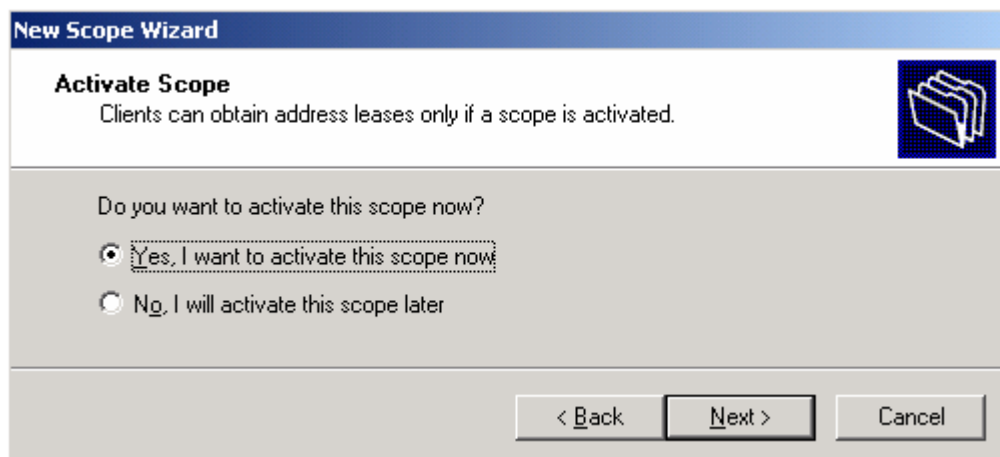 New Scope Wizard
Activate Scope
Clients can obtain address leases only if a scope is activated.
Do you want to activate this scope now?
Yes, I want to activate this scope now
No, I will activate this scope later
< Back
Next >
Cancel